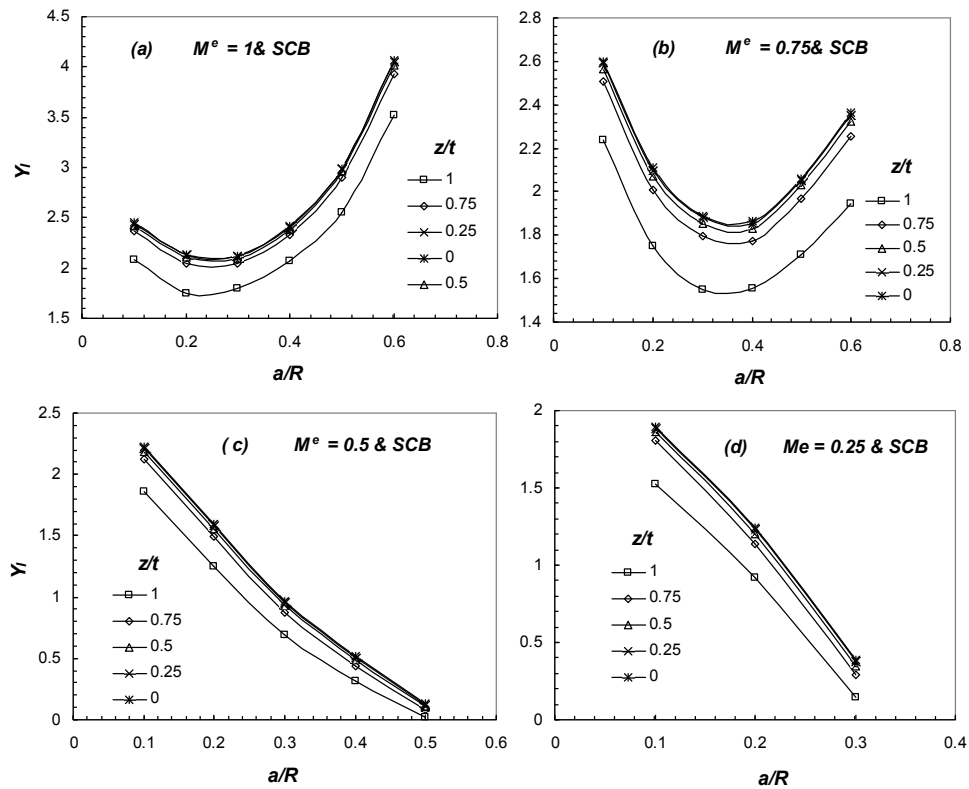 (a) M^e = 1& SCB
4.5
4
3.5
3
2.5
2
1.5
Y_I
z/t
1
0.75
0.25
0
0.5
0 0.2 0.4 0.6 0.8
a/R
(b) M^e = 0.75& SCB
2.8
2.6
2.4
2.2
2
1.8
1.6
1.4
z/t
1
0.75
0.5
0.25
0
0 0.2 0.4 0.6 0.8
a/R
( c) M^e = 0.5 & SCB
2.5
2
1.5
1
0.5
0
Y_I
z/t
1
0.75
0.5
0.25
0
0 0.1 0.2 0.3 0.4 0.5 0.6
a/R
(d) Me = 0.25 & SCB
2
1.5
1
0.5
0
z/t
1
0.75
0.5
0.25
0
0 0.1 0.2 0.3 0.4
a/R